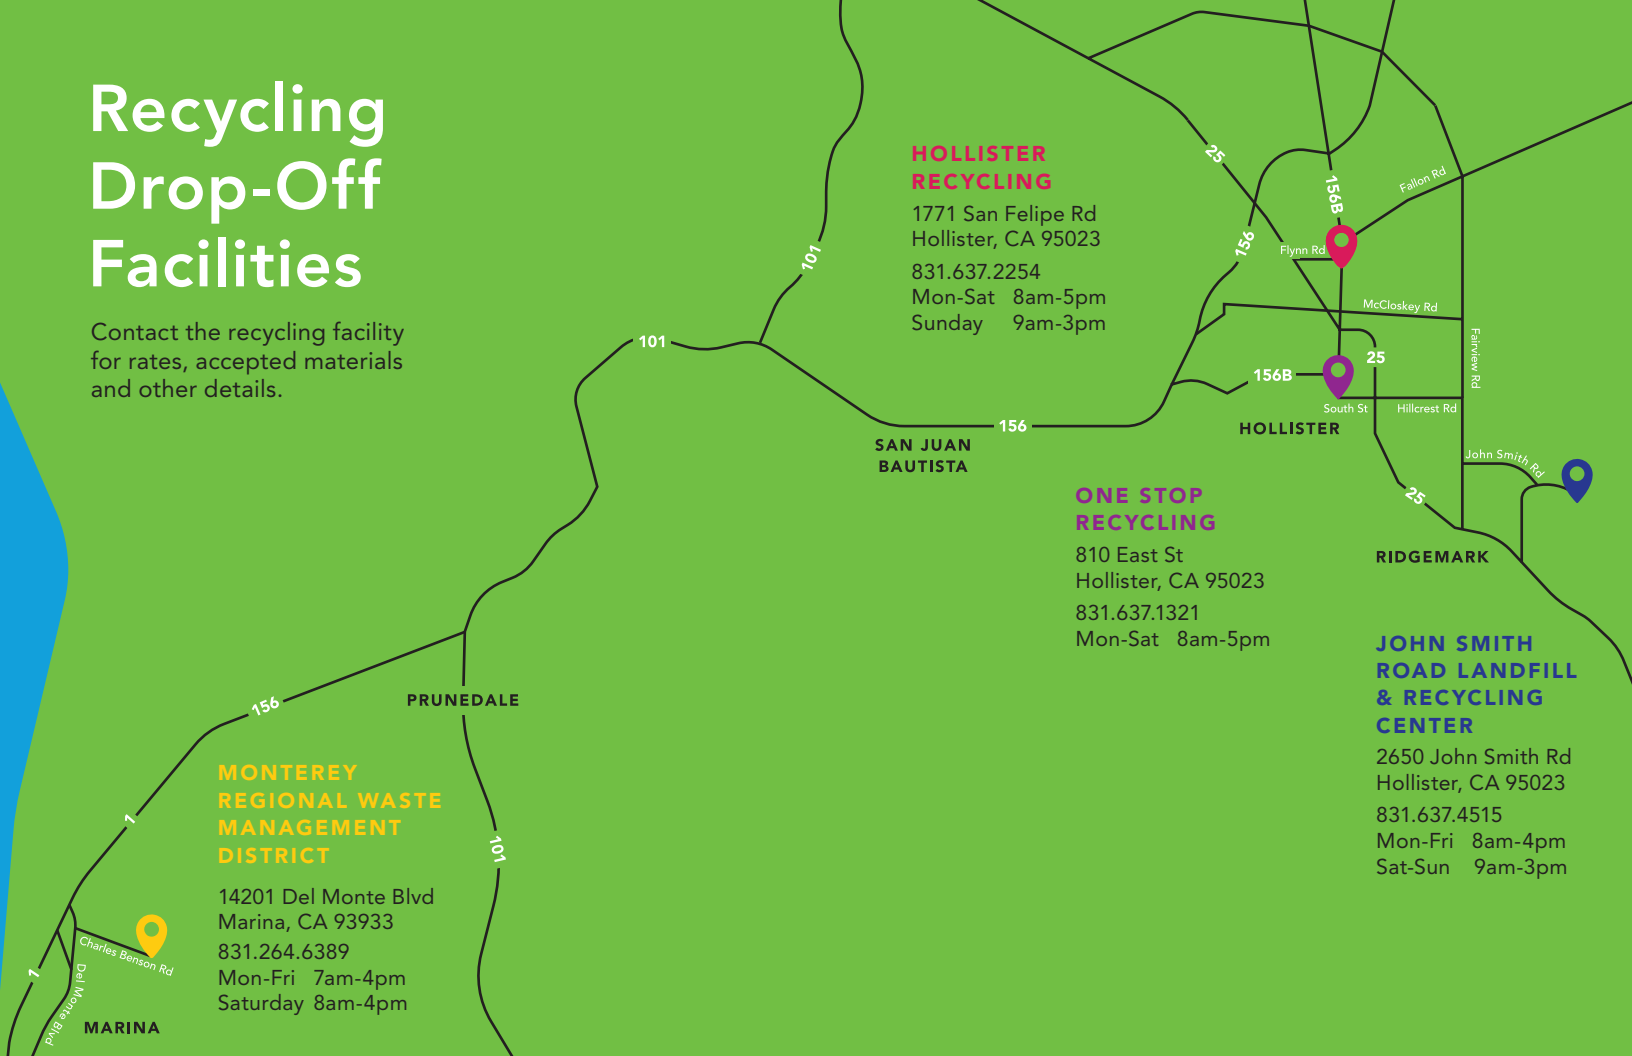 Recycling
Drop-Off
Facilities
Contact the recycling facility
for rates, accepted materials
and other details.
HOLLISTER
RECYCLING
1771 San Felipe Rd
Hollister, CA 95023
831.637.2254
Mon-Sat 8am-5pm
Sunday 9am-3pm
25
156B
Fallon Rd
156
Flynn Rd
McCloskey Rd
101
101
25
Fairview Rd
156B
South St
Hillcrest Rd
HOLLISTER
156
SAN JUAN
BAUTISTA
John Smith Rd
25
RIDGEMARK
ONE STOP
RECYCLING
810 East St
Hollister, CA 95023
831.637.1321
Mon-Sat 8am-5pm
JOHN SMITH
ROAD LANDFILL
& RECYCLING
CENTER
2650 John Smith Rd
Hollister, CA 95023
831.637.4515
Mon-Fri 8am-4pm
Sat-Sun 9am-3pm
156
PRUNEDALE
1
101
MONTEREY
REGIONAL WASTE
MANAGEMENT
DISTRICT
14201 Del Monte Blvd
Marina, CA 93933
831.264.6389
Mon-Fri 7am-4pm
Saturday 8am-4pm
Charles Benson Rd
1
Del Monte Blvd
MARINA